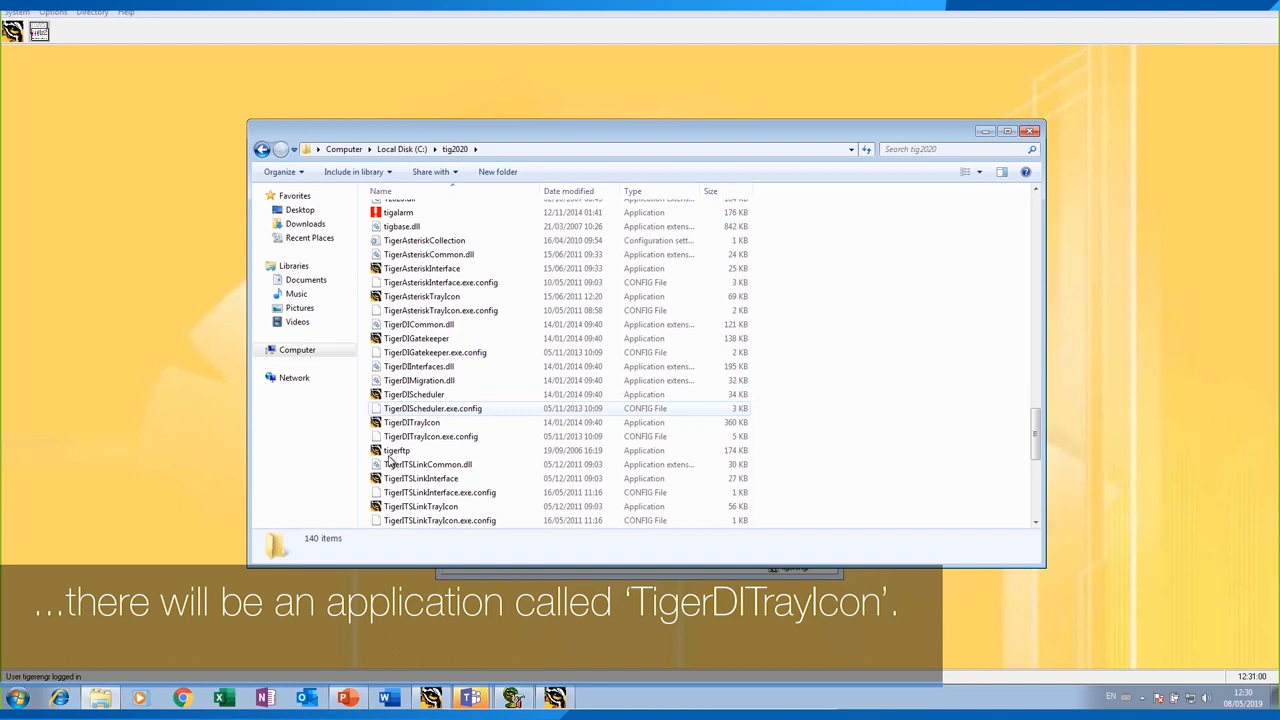 System Options Directory Help
Computer Local Disk (C:) tig2020
Search tig2020
Organize Include in library Share with New folder
Favorites
Desktop
Downloads
Recent Places
Libraries
Documents
Music
Pictures
Videos
Computer
Network
Name Date modified Type Size
tigalarm 12/11/2014 01:41 Application 176 KB
tigbase.dll 21/03/2007 10:26 Application extens... 842 KB
TigerAsteriskCollection 16/04/2010 09:54 Configuration sett... 1 KB
TigerAsteriskCommon.dll 15/06/2011 09:33 Application extens... 24 KB
TigerAsteriskInterface 15/06/2011 09:33 Application 25 KB
TigerAsteriskInterface.exe.config 10/05/2011 09:03 CONFIG File 3 KB
TigerAsteriskTrayIcon 15/06/2011 12:20 Application 69 KB
TigerAsteriskTrayIcon.exe.config 10/05/2011 08:58 CONFIG File 2 KB
TigerDICommon.dll 14/01/2014 09:40 Application extens... 121 KB
TigerDIGatekeeper 14/01/2014 09:40 Application 138 KB
TigerDIGatekeeper.exe.config 05/11/2013 10:09 CONFIG File 2 KB
TigerDIInterfaces.dll 14/01/2014 09:40 Application extens... 195 KB
TigerDIMigration.dll 14/01/2014 09:40 Application extens... 32 KB
TigerDIScheduler 14/01/2014 09:40 Application 34 KB
TigerDIScheduler.exe.config 05/11/2013 10:09 CONFIG File 3 KB
TigerDITrayIcon 14/01/2014 09:40 Application 360 KB
TigerDITrayIcon.exe.config 05/11/2013 10:09 CONFIG File 5 KB
tigerftp 19/09/2006 16:19 Application 174 KB
TigerITSLinkCommon.dll 05/12/2011 09:03 Application extens... 30 KB
TigerITSLinkInterface 05/12/2011 09:03 Application 27 KB
TigerITSLinkInterface.exe.config 16/05/2011 11:16 CONFIG File 1 KB
TigerITSLinkTrayIcon 05/12/2011 09:03 Application 56 KB
TigerITSLinkTrayIcon.exe.config 16/05/2011 11:16 CONFIG File 1 KB
140 items
...there will be an application called ‘TigerDITrayIcon’.
User tigerengr logged in
12:31:00
EN
12:30
08/05/2019